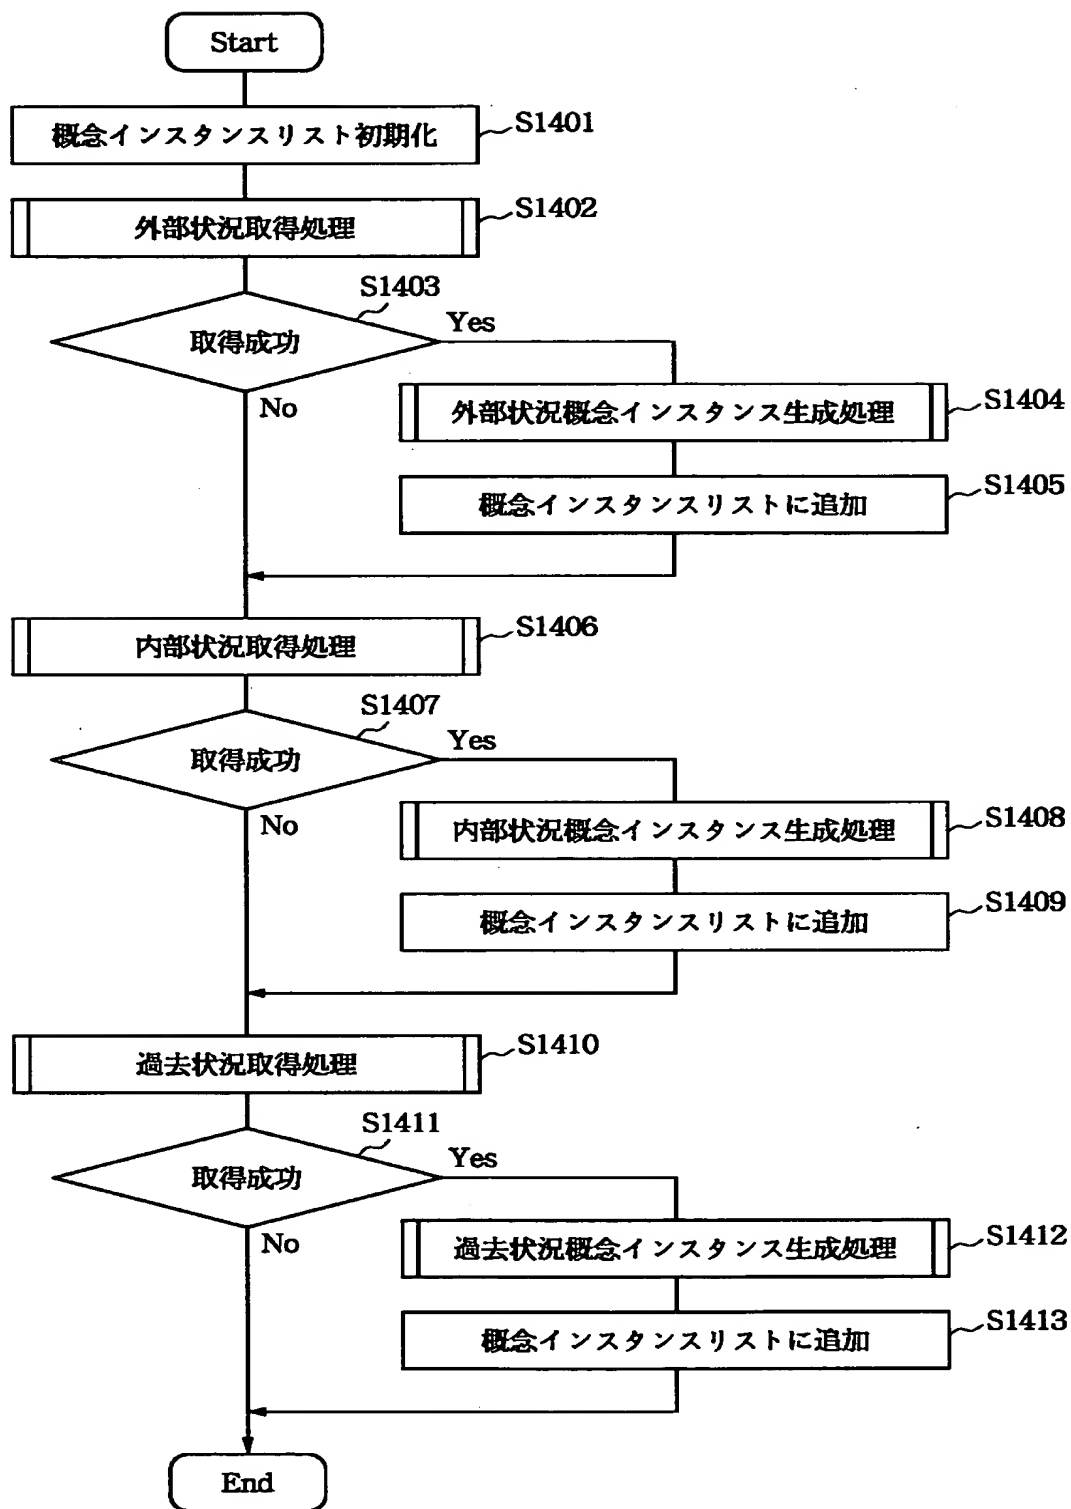 Start
概念インスタンスリスト初期化
S1401
外部状況取得処理
S1402
S1403
取得成功
Yes
No
外部状況概念インスタンス生成処理
S1404
概念インスタンスリストに追加
S1405
内部状況取得処理
S1406
S1407
取得成功
Yes
No
内部状況概念インスタンス生成処理
S1408
概念インスタンスリストに追加
S1409
過去状況取得処理
S1410
S1411
取得成功
Yes
No
過去状況概念インスタンス生成処理
S1412
概念インスタンスリストに追加
S1413
End